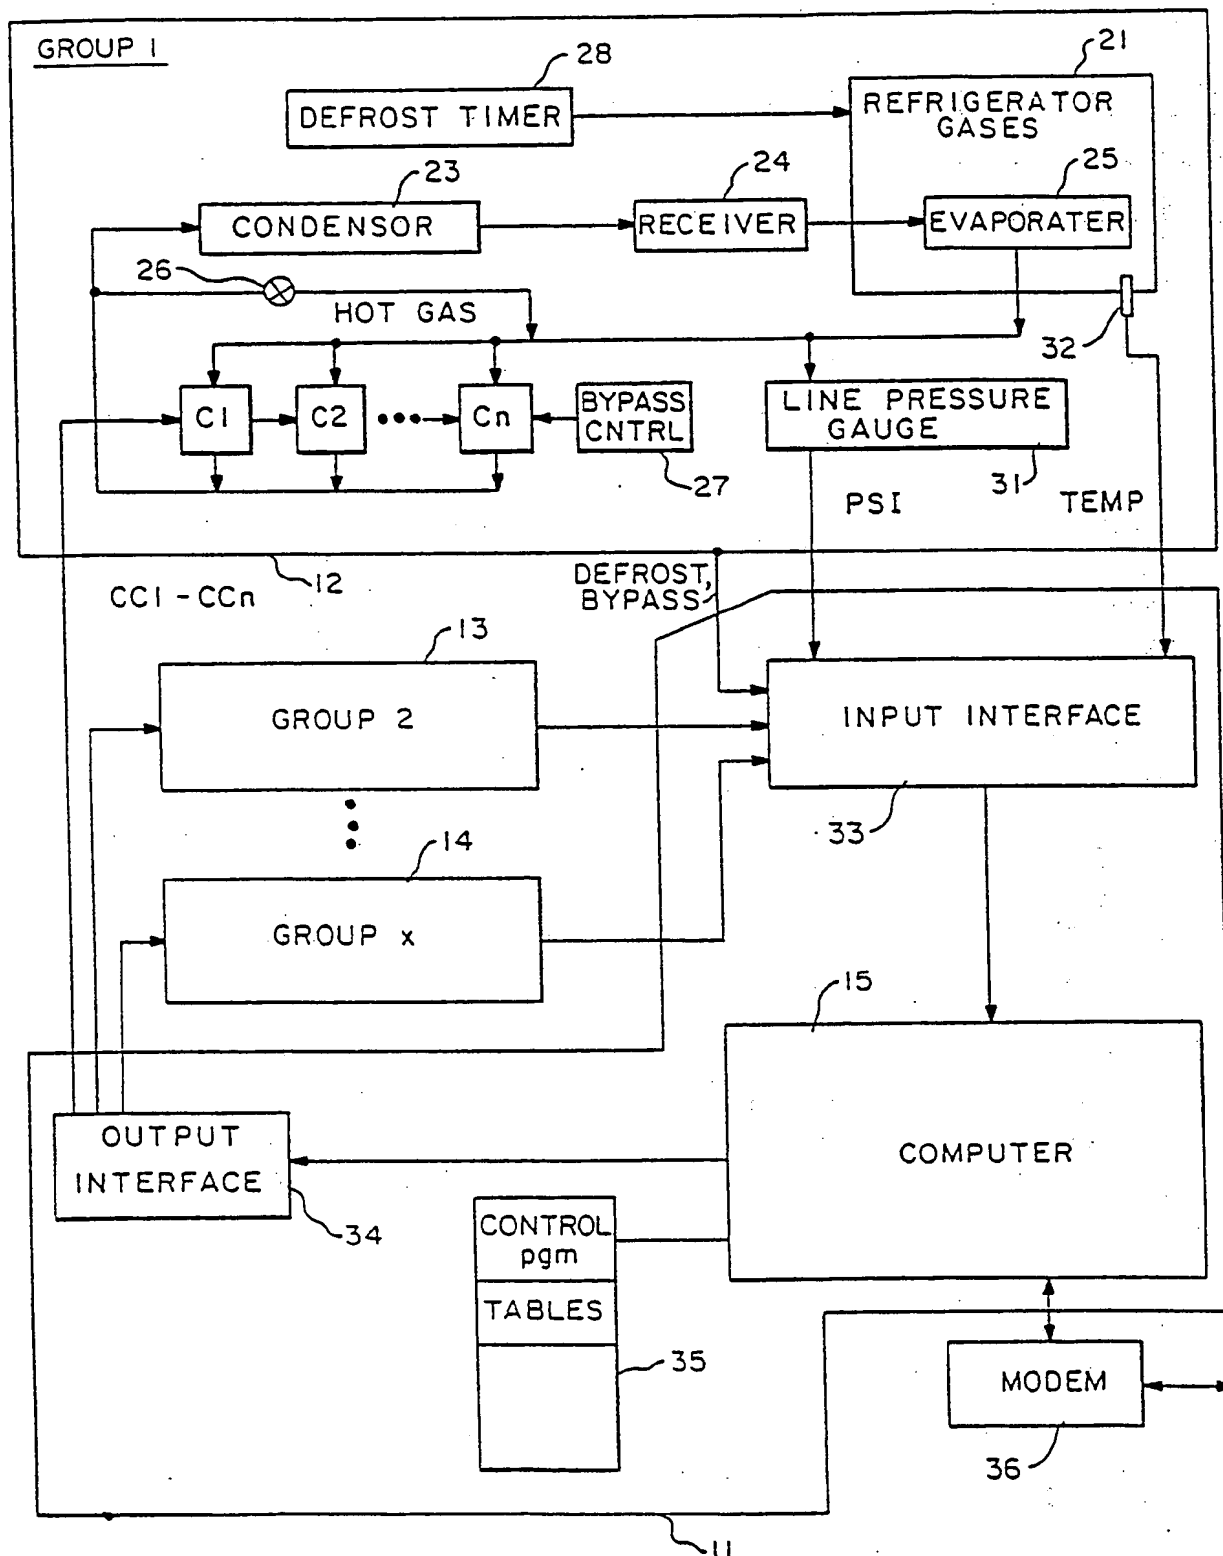 GROUP 1
28
21
DEFROST TIMER
REFRIGERATOR
GASES
23
24
25
CONDENSOR
RECEIVER
EVAPORATER
26
HOT GAS
32
C1
C2
Cn
BYPASS
CNTRL
LINE PRESSURE
GAUGE
27
31
PSI
TEMP
12
DEFROST,
BYPASS
CC1 - CCn
13
GROUP 2
INPUT INTERFACE
33
14
GROUP x
15
OUTPUT
INTERFACE
COMPUTER
34
CONTROL
pgm
TABLES
35
MODEM
36
11